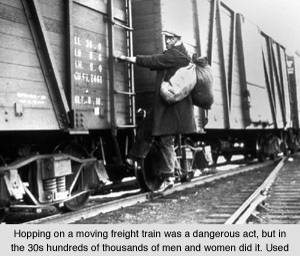 Hopping on a moving freight train was a dangerous act, but in
the 30s hundreds of thousands of men and women did it. Used